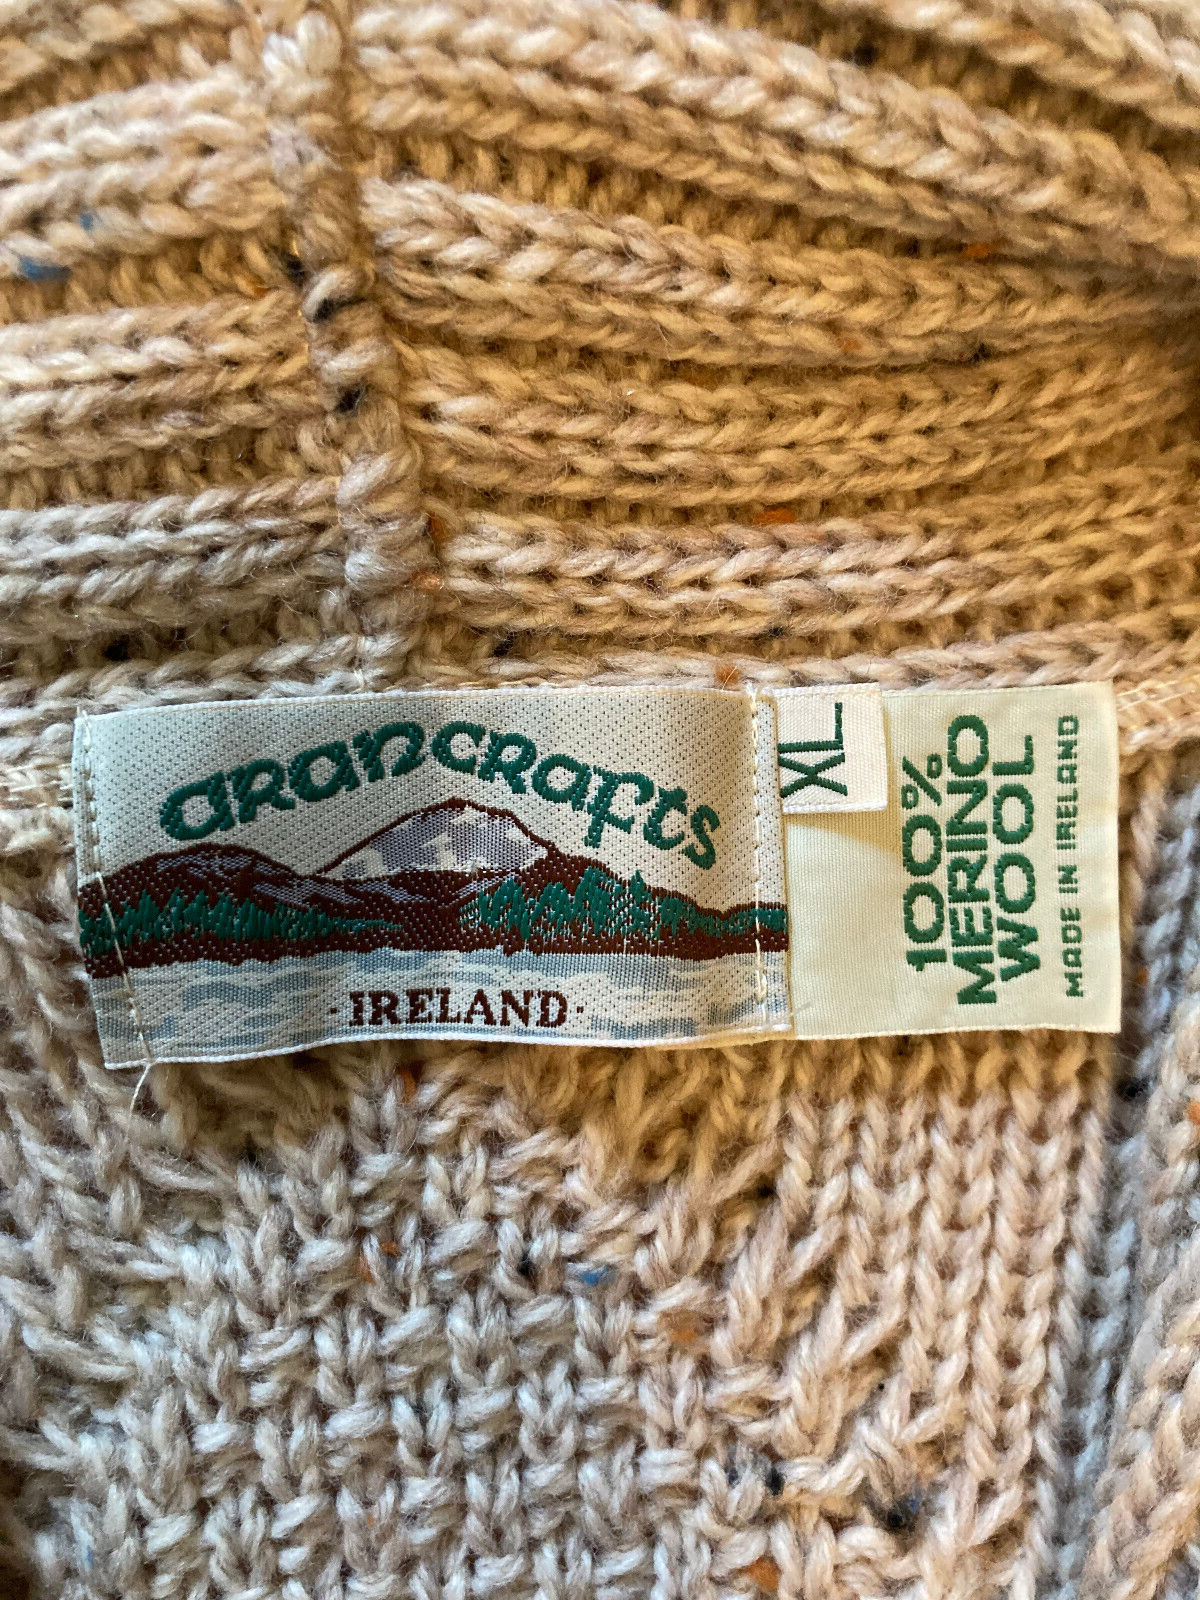 arancrafts
·IRELAND·
XL
100%
MERINO
WOOL
MADE IN IRELAND